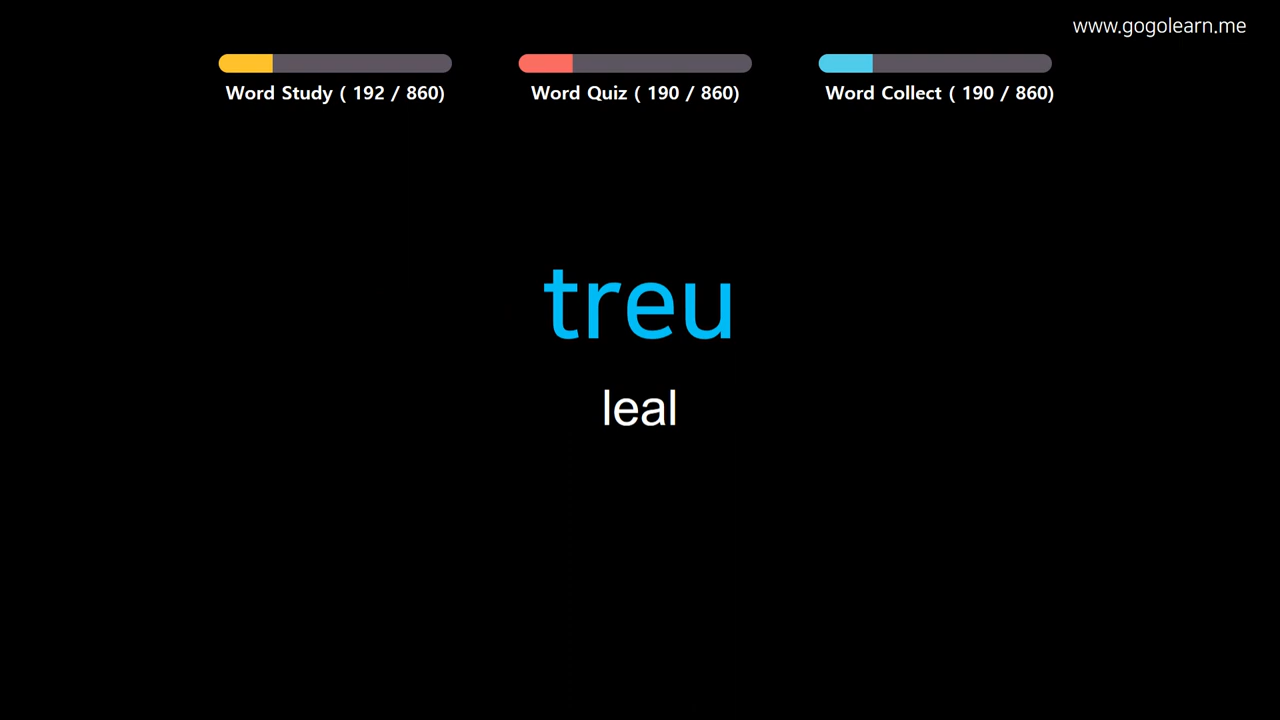 www.gogolearn.me
Word Study ( 192 / 860)
Word Quiz ( 190 / 860)
Word Collect ( 190 / 860)
treu
leal